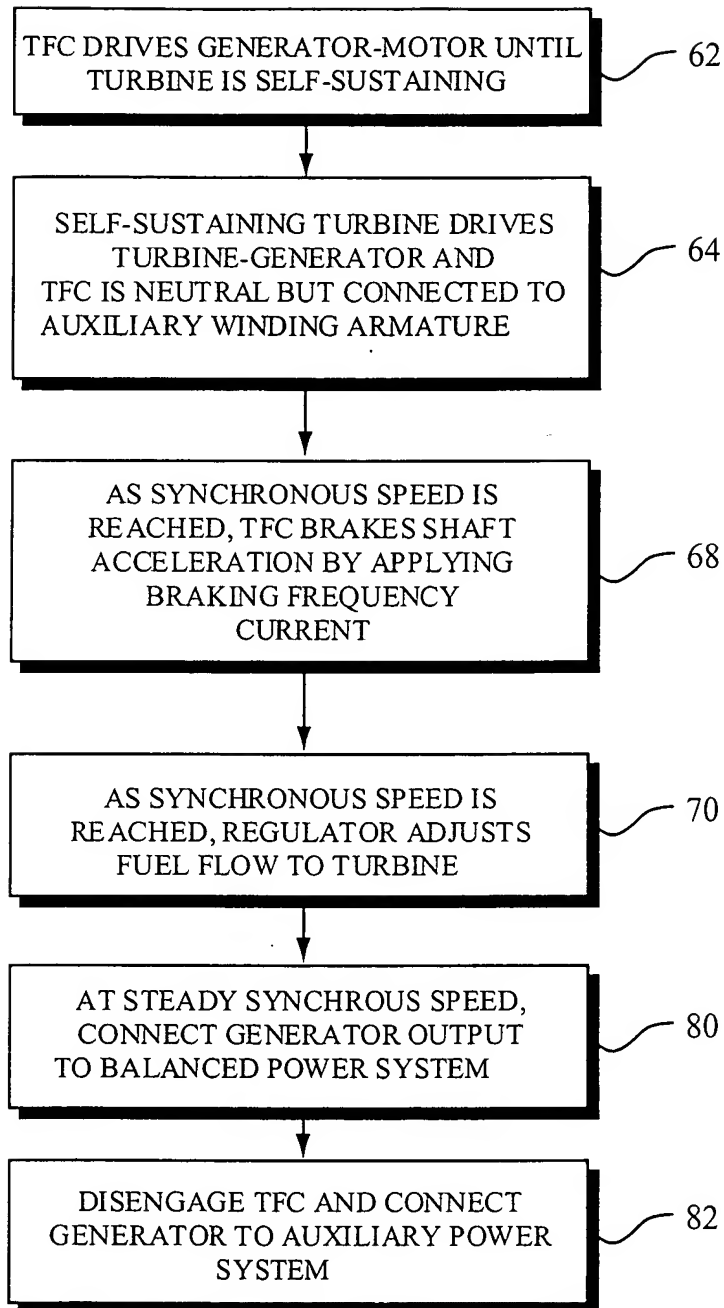 TFC DRIVES GENERATOR-MOTOR UNTIL
TURBINE IS SELF-SUSTAINING
62
SELF-SUSTAINING TURBINE DRIVES
TURBINE-GENERATOR AND
TFC IS NEUTRAL BUT CONNECTED TO
AUXILIARY WINDING ARMATURE
64
AS SYNCHRONOUS SPEED IS
REACHED, TFC BRAKES SHAFT
ACCELERATION BY APPLYING
BRAKING FREQUENCY
CURRENT
68
AS SYNCHRONOUS SPEED IS
REACHED, REGULATOR ADJUSTS
FUEL FLOW TO TURBINE
70
AT STEADY SYNCHROUS SPEED,
CONNECT GENERATOR OUTPUT
TO BALANCED POWER SYSTEM
80
DISENGAGE TFC AND CONNECT
GENERATOR TO AUXILIARY POWER
SYSTEM
82